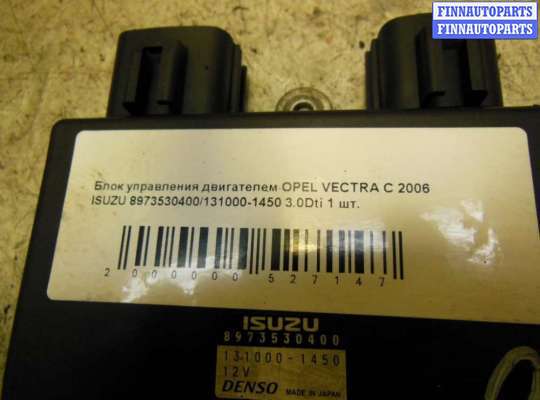 FINNAUTOPARTS
FINNAUTOPARTS
Блок управления двигателем OPEL VECTRA C 2006
ISUZU 8973530400/131000-1450 3.0Dti 1 шт.
2000000527147
ISUZU
8973530400
131000-1450
12V
DENSO MADE IN JAPAN